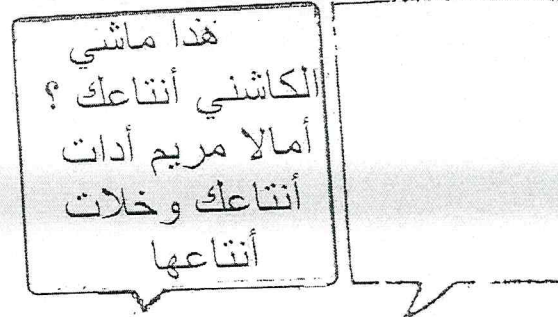 هذا ماشي
الكاشني أنتاعك ؟
أمالا مريم أدات
أنتاعك وخلات
أنتاعها